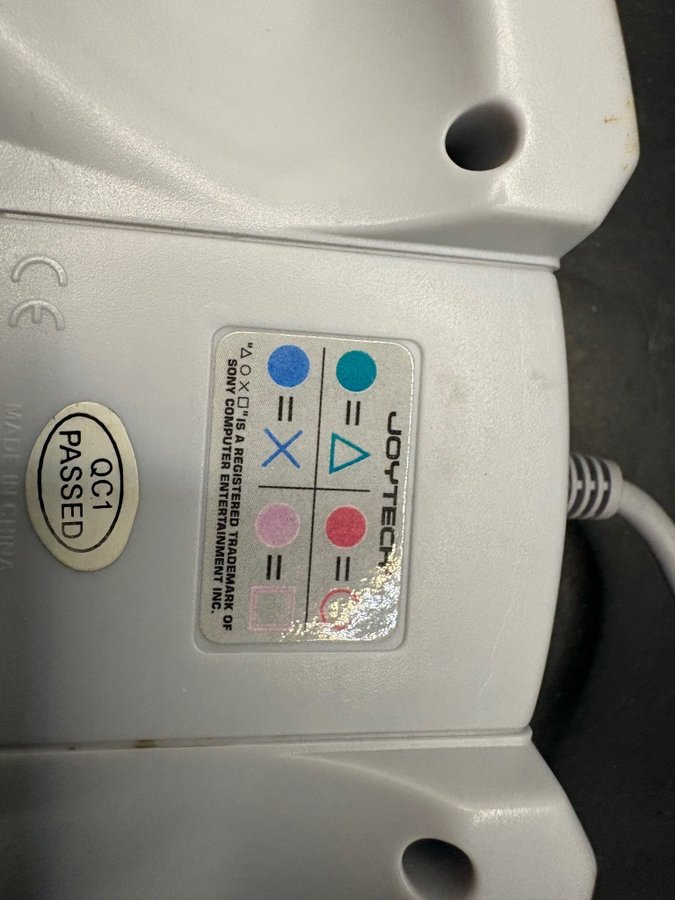 JOYTECH
= △ = ○
= × = □
"△ ○ × □" IS A REGISTERED TRADEMARK OF
SONY COMPUTER ENTERTAINMENT INC.
QC1
PASSED
CE
MADE IN CHINA